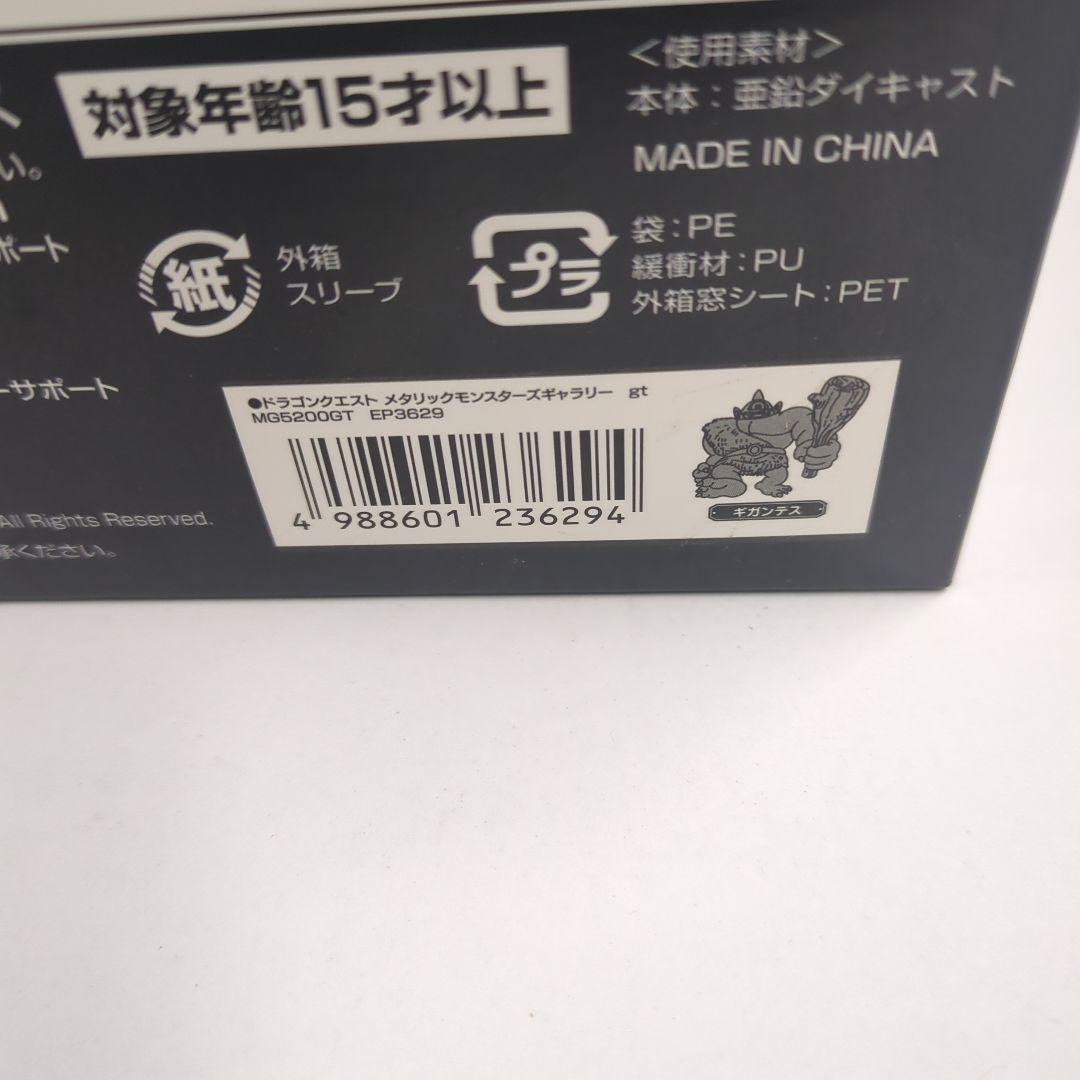 対象年齢15才以上
<使用素材>
本体：亜鉛ダイキャスト
MADE IN CHINA
い。
ポート
紙
外箱
スリーブ
プラ
袋：PE
緩衝材：PU
外箱窓シート：PET
ーサポート
●ドラゴンクエスト メタリックモンスターズギャラリー gt
MG5200GT EP3629
4 988601 236294
ギガンテス
All Rights Reserved.
承ください。